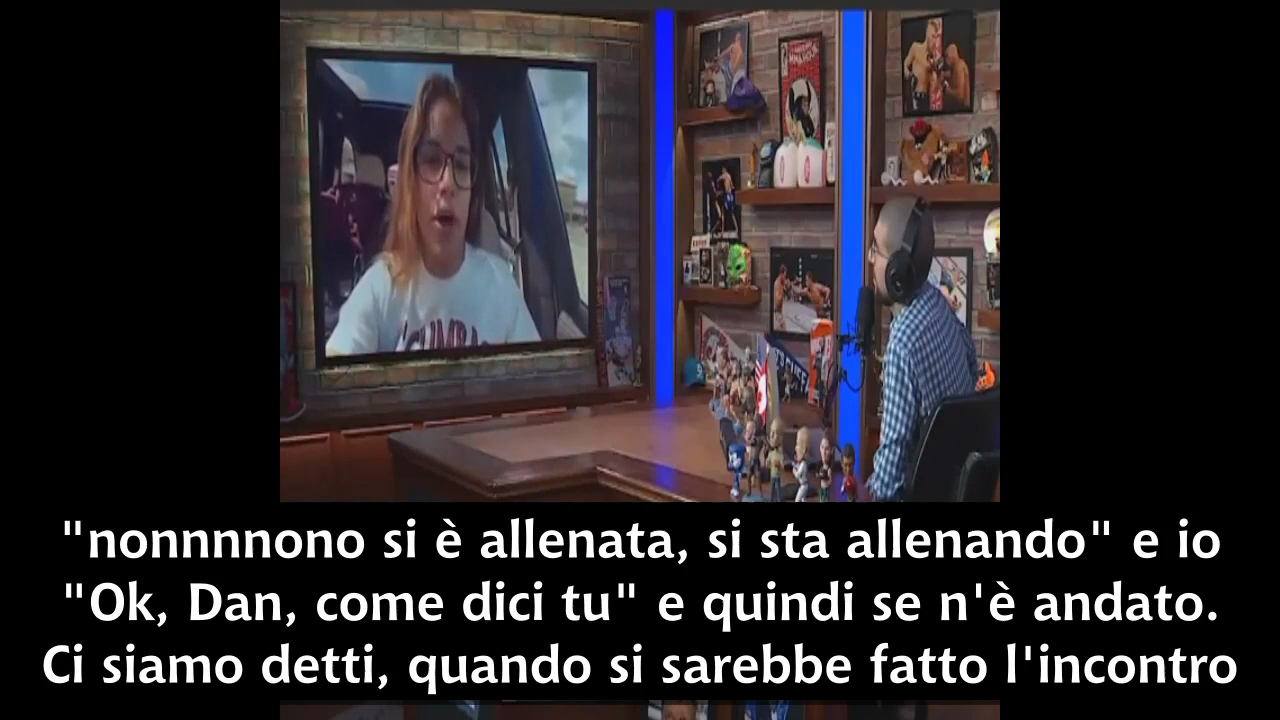 "nonnnnono si è allenata, si sta allenando" e io
"Ok, Dan, come dici tu" e quindi se n'è andato.
Ci siamo detti, quando si sarebbe fatto l'incontro